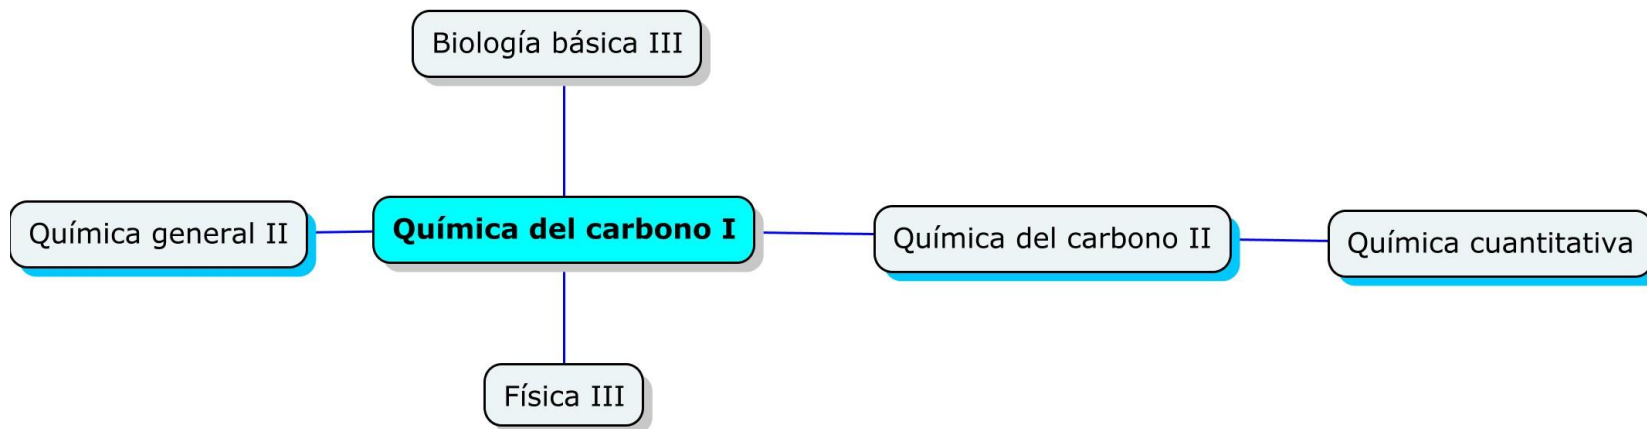 Biología básica III
Química general II
Química del carbono I
Química del carbono II
Química cuantitativa
Física III